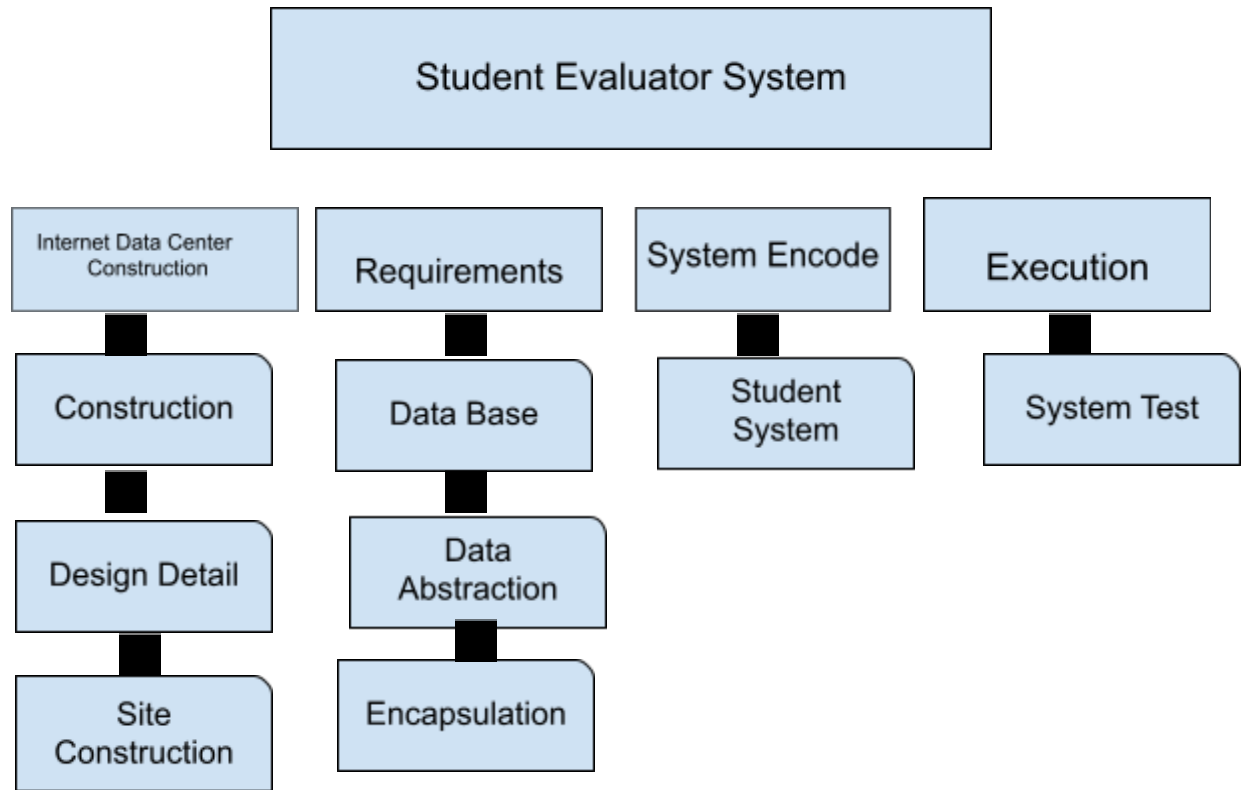 Student Evaluator System
Internet Data Center
Construction
Requirements
System Encode
Execution
Construction
Data Base
Student
System
System Test
Design Detail
Data
Abstraction
Site
Construction
Encapsulation